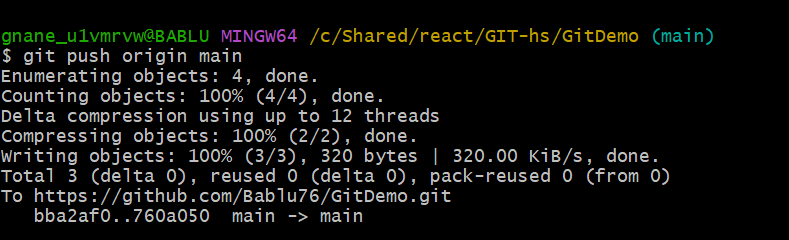 gnane_u1vmrvw@BABLU MINGW64 /c/Shared/react/GIT-hs/GitDemo (main)
$ git push origin main
Enumerating objects: 4, done.
Counting objects: 100% (4/4), done.
Delta compression using up to 12 threads
Compressing objects: 100% (2/2), done.
Writing objects: 100% (3/3), 320 bytes | 320.00 KiB/s, done.
Total 3 (delta 0), reused 0 (delta 0), pack-reused 0 (from 0)
To https://github.com/Bablu76/GitDemo.git
   bba2af0..760a050  main -> main